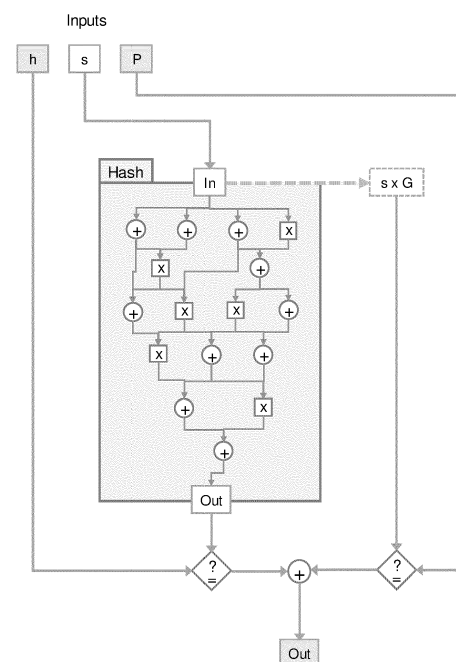 Inputs
h s P
Hash
In
s x G
+ + + x
x +
+ x x +
x + +
+ x
+
Out
? =
+
? =
Out